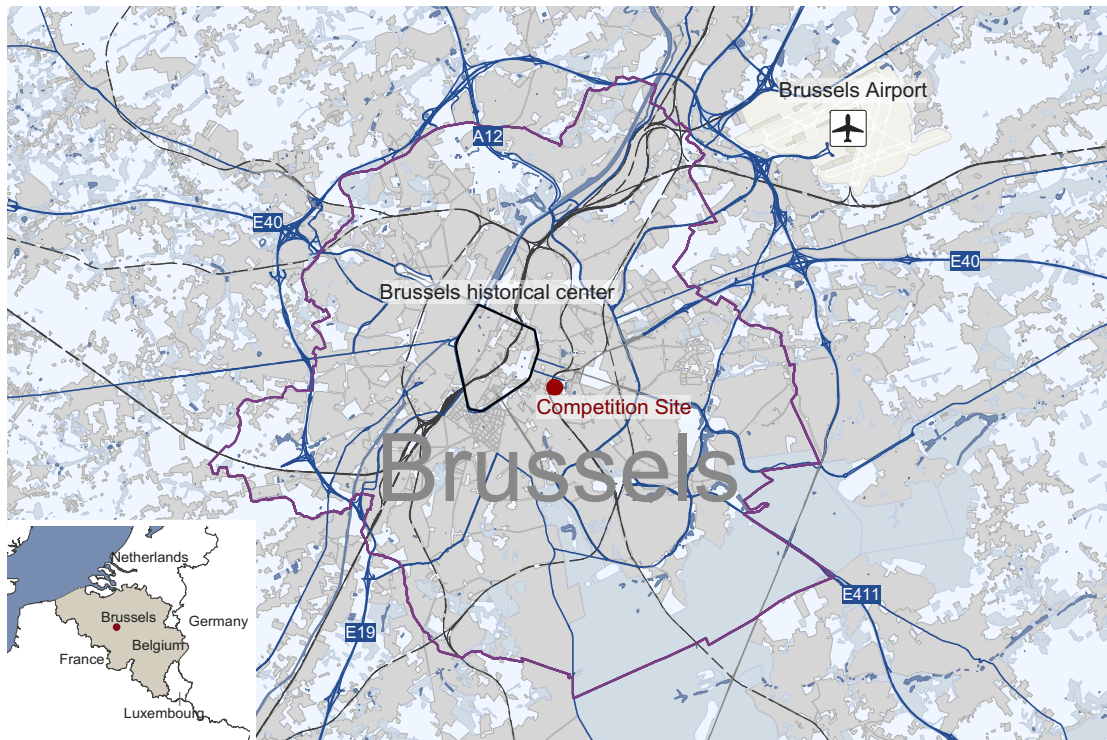 Brussels Airport
A12
E40
E40
Brussels historical center
Competition Site
Brussels
E411
E19
Netherlands
Brussels
Germany
Belgium
France
Luxembourg